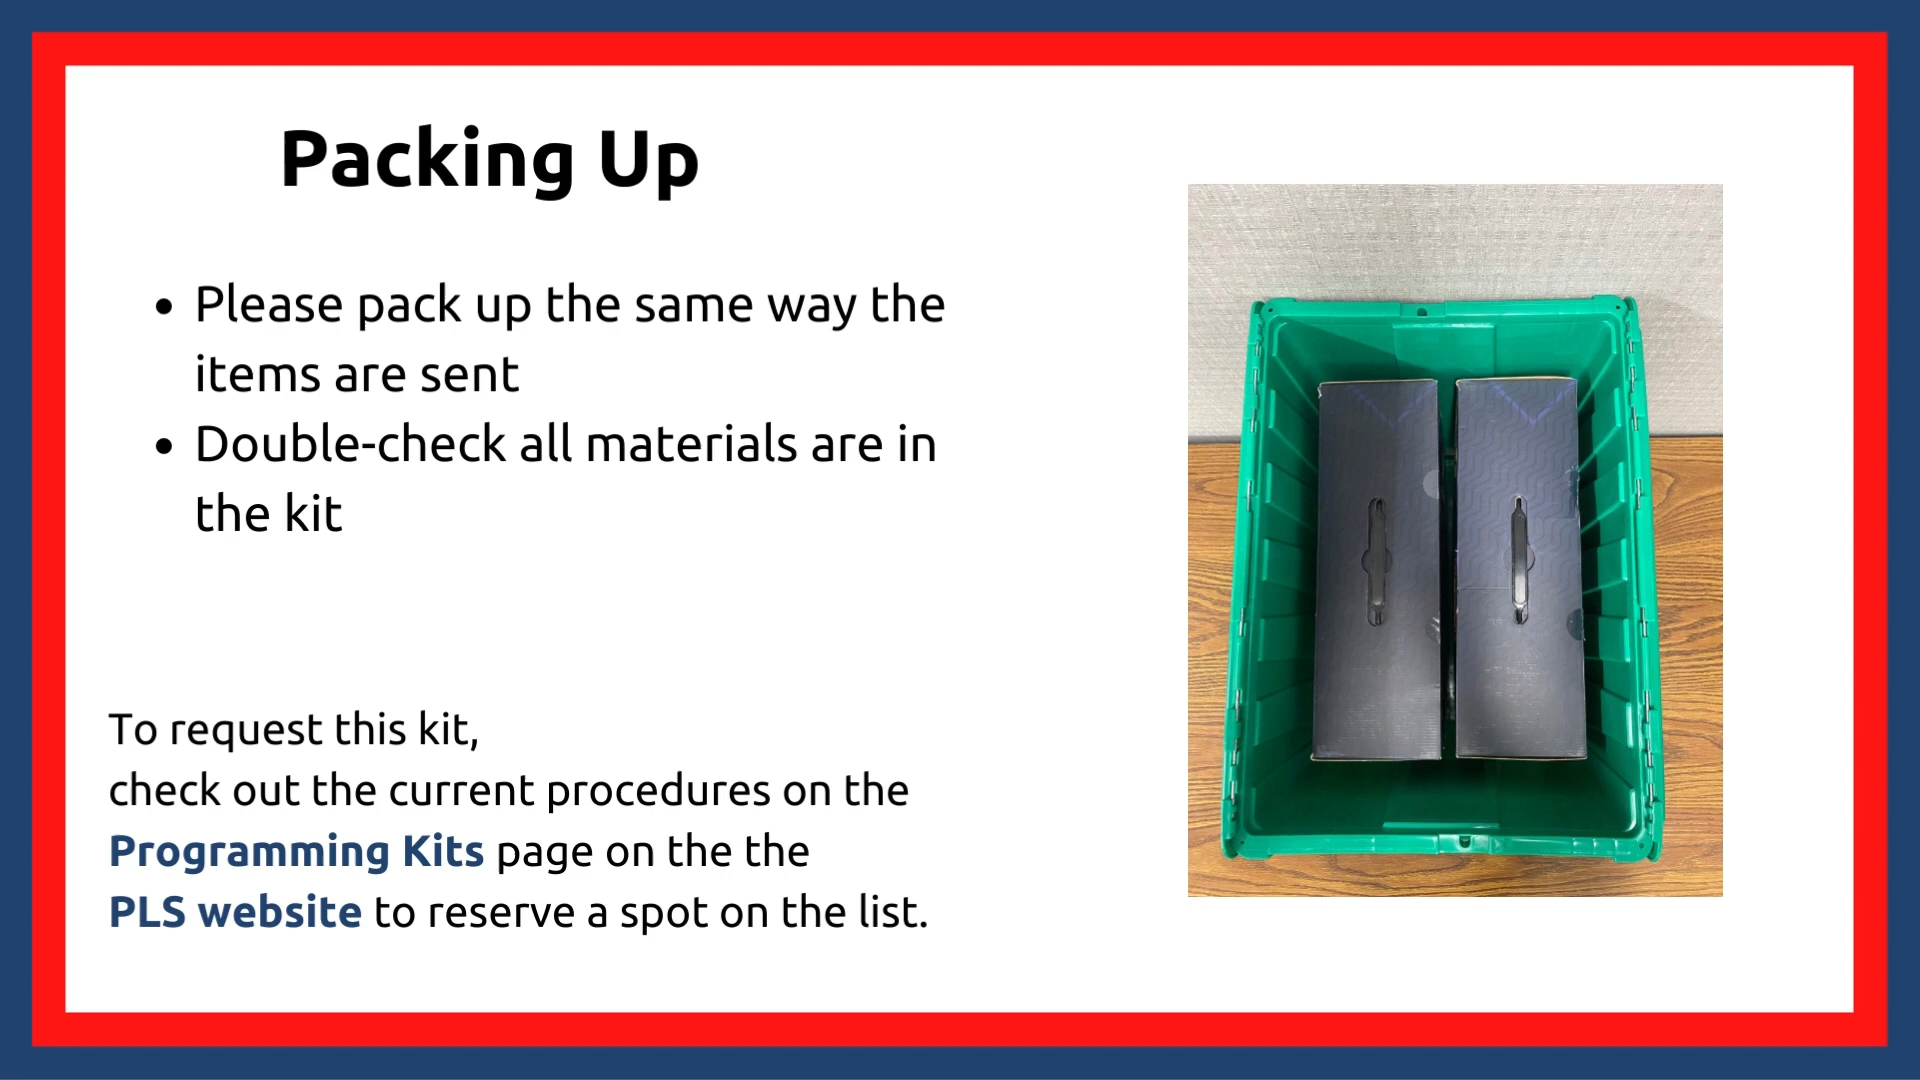 Packing Up
• Please pack up the same way the
items are sent
• Double-check all materials are in
the kit
To request this kit,
check out the current procedures on the
Programming Kits page on the the
PLS website to reserve a spot on the list.